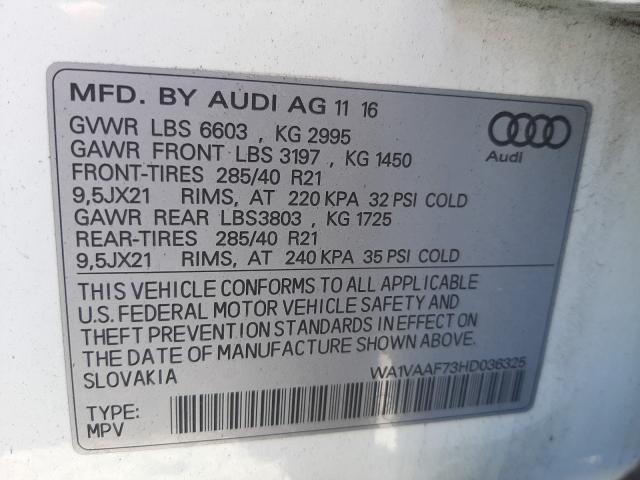 MFD. BY AUDI AG 11 16
GVWR LBS 6603 , KG 2995
GAWR FRONT LBS 3197 , KG 1450
FRONT-TIRES 285/40 R21
9,5JX21 RIMS, AT 220 KPA 32 PSI COLD
GAWR REAR LBS3803 , KG 1725
REAR-TIRES 285/40 R21
9,5JX21 RIMS, AT 240 KPA 35 PSI COLD
Audi
THIS VEHICLE CONFORMS TO ALL APPLICABLE
U.S. FEDERAL MOTOR VEHICLE SAFETY AND
THEFT PREVENTION STANDARDS IN EFFECT ON
THE DATE OF MANUFACTURE SHOWN ABOVE.
SLOVAKIA WA1VAAF73HD036325
TYPE:
MPV